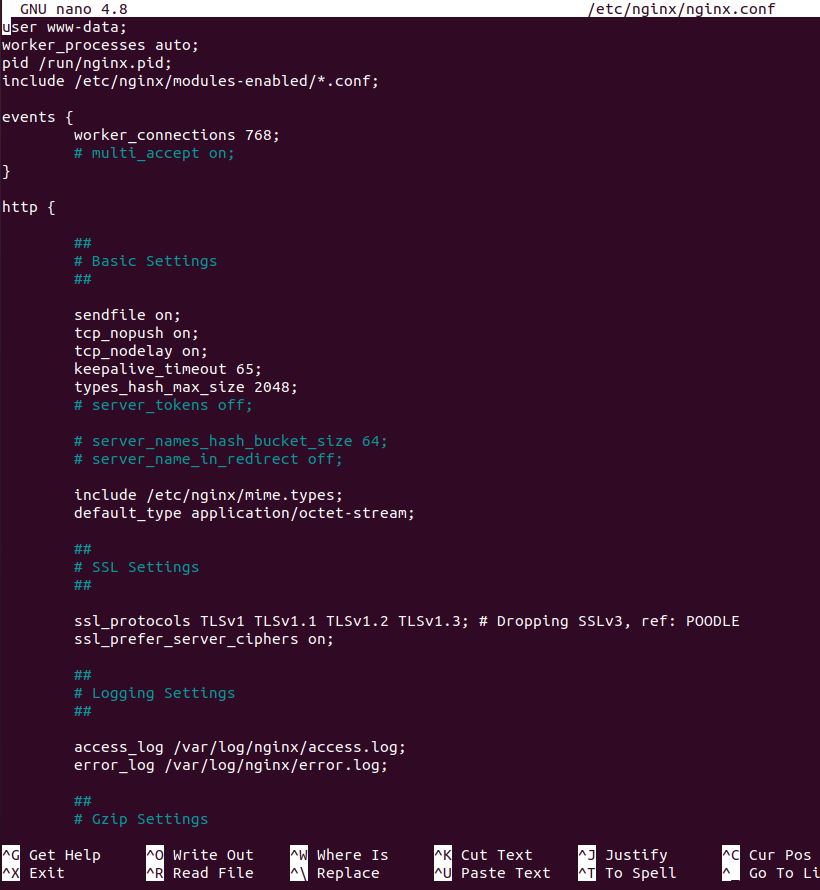 GNU nano 4.8 /etc/nginx/nginx.conf
user www-data;
worker_processes auto;
pid /run/nginx.pid;
include /etc/nginx/modules-enabled/*.conf;
events {
worker_connections 768;
# multi_accept on;
}
http {
##
# Basic Settings
##
sendfile on;
tcp_nopush on;
tcp_nodelay on;
keepalive_timeout 65;
types_hash_max_size 2048;
# server_tokens off;
# server_names_hash_bucket_size 64;
# server_name_in_redirect off;
include /etc/nginx/mime.types;
default_type application/octet-stream;
##
# SSL Settings
##
ssl_protocols TLSv1 TLSv1.1 TLSv1.2 TLSv1.3; # Dropping SSLv3, ref: POODLE
ssl_prefer_server_ciphers on;
##
# Logging Settings
##
access_log /var/log/nginx/access.log;
error_log /var/log/nginx/error.log;
##
# Gzip Settings
^G Get Help ^O Write Out ^W Where Is ^K Cut Text ^J Justify ^C Cur Pos
^X Exit ^R Read File ^\ Replace ^U Paste Text ^T To Spell ^_ Go To Li